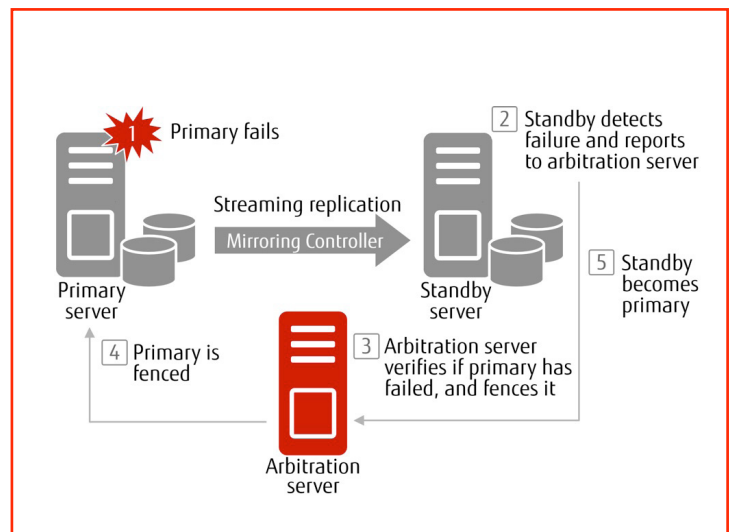 1
Primary fails
2
Standby detects
failure and reports
to arbitration server
Streaming replication
Mirroring Controller
Primary
server
Standby
server
5
Standby
becomes
primary
4
Primary is
fenced
3
Arbitration server
verifies if primary has
failed, and fences it
Arbitration
server